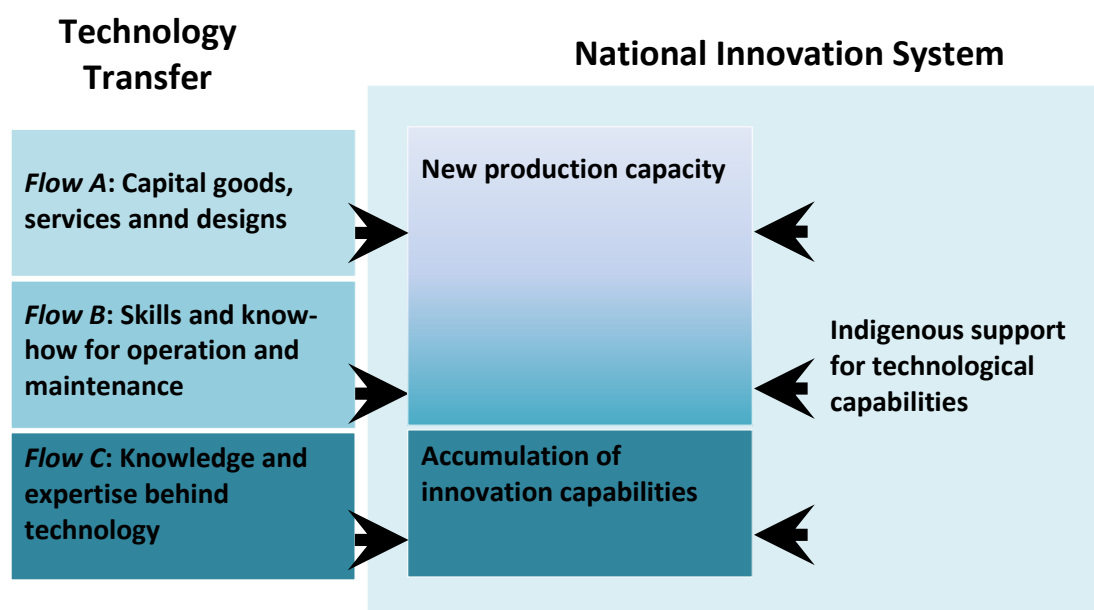 Technology
Transfer
National Innovation System
Flow A: Capital goods,
services annd designs
Flow B: Skills and know-
how for operation and
maintenance
Flow C: Knowledge and
expertise behind
technology
New production capacity
Accumulation of
innovation capabilities
Indigenous support
for technological
capabilities